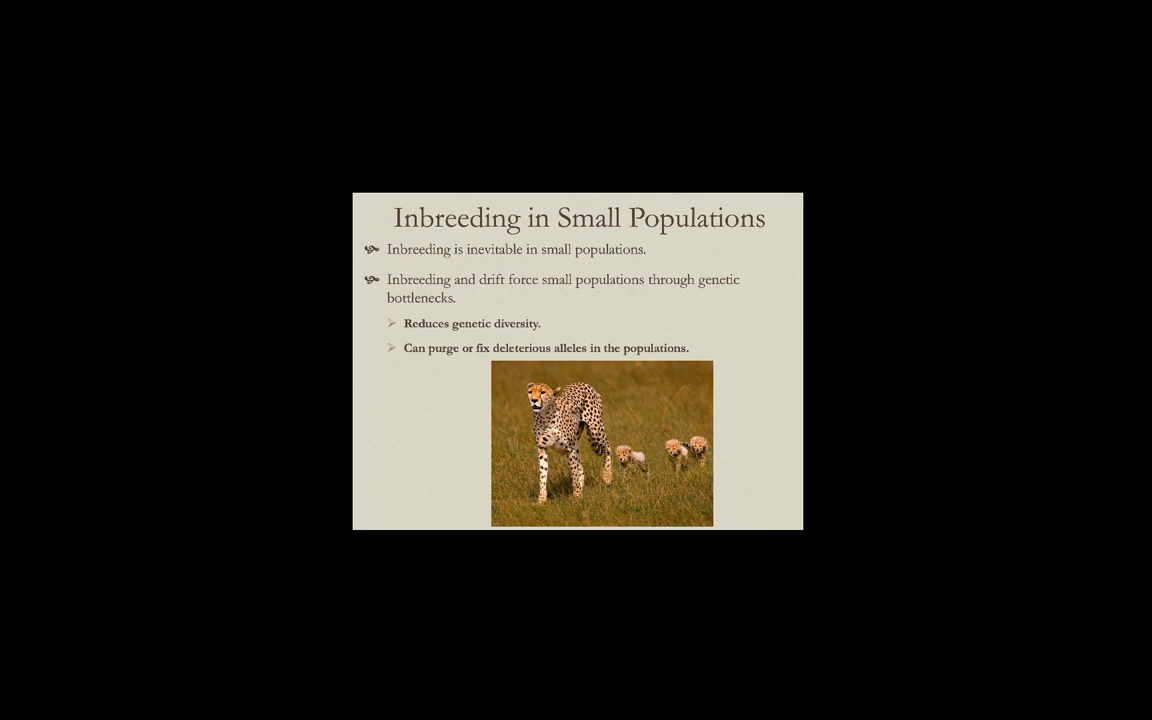 Inbreeding in Small Populations
Inbreeding is inevitable in small populations.
Inbreeding and drift force small populations through genetic
bottlenecks.
Reduces genetic diversity.
Can purge or fix deleterious alleles in the populations.